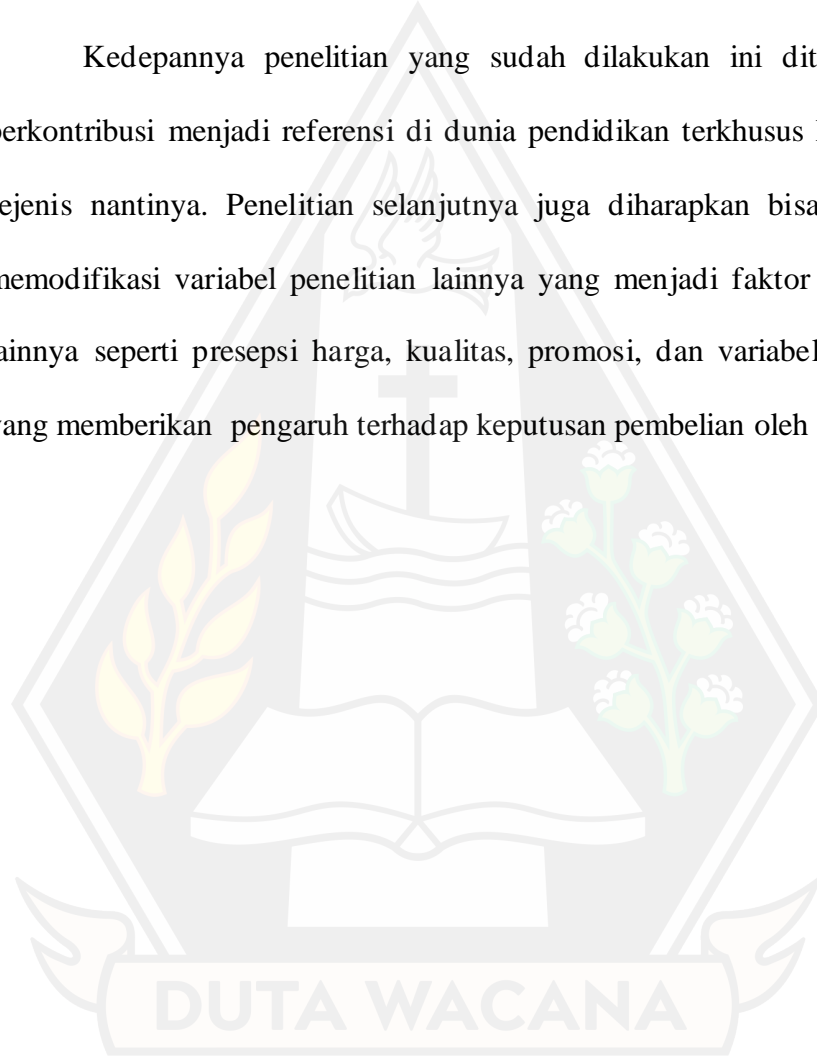 Kedepannya penelitian yang sudah dilakukan ini
berkontribusi menjadi referensi di dunia pendidikan terkhusus
sejenis nantinya. Penelitian selanjutnya juga diharapkan bisa
memodifikasi variabel penelitian lainnya yang menjadi faktor
lainnya seperti presepsi harga, kualitas, promosi, dan variabel
yang memberikan pengaruh terhadap keputusan pembelian oleh
DUTA WACANA